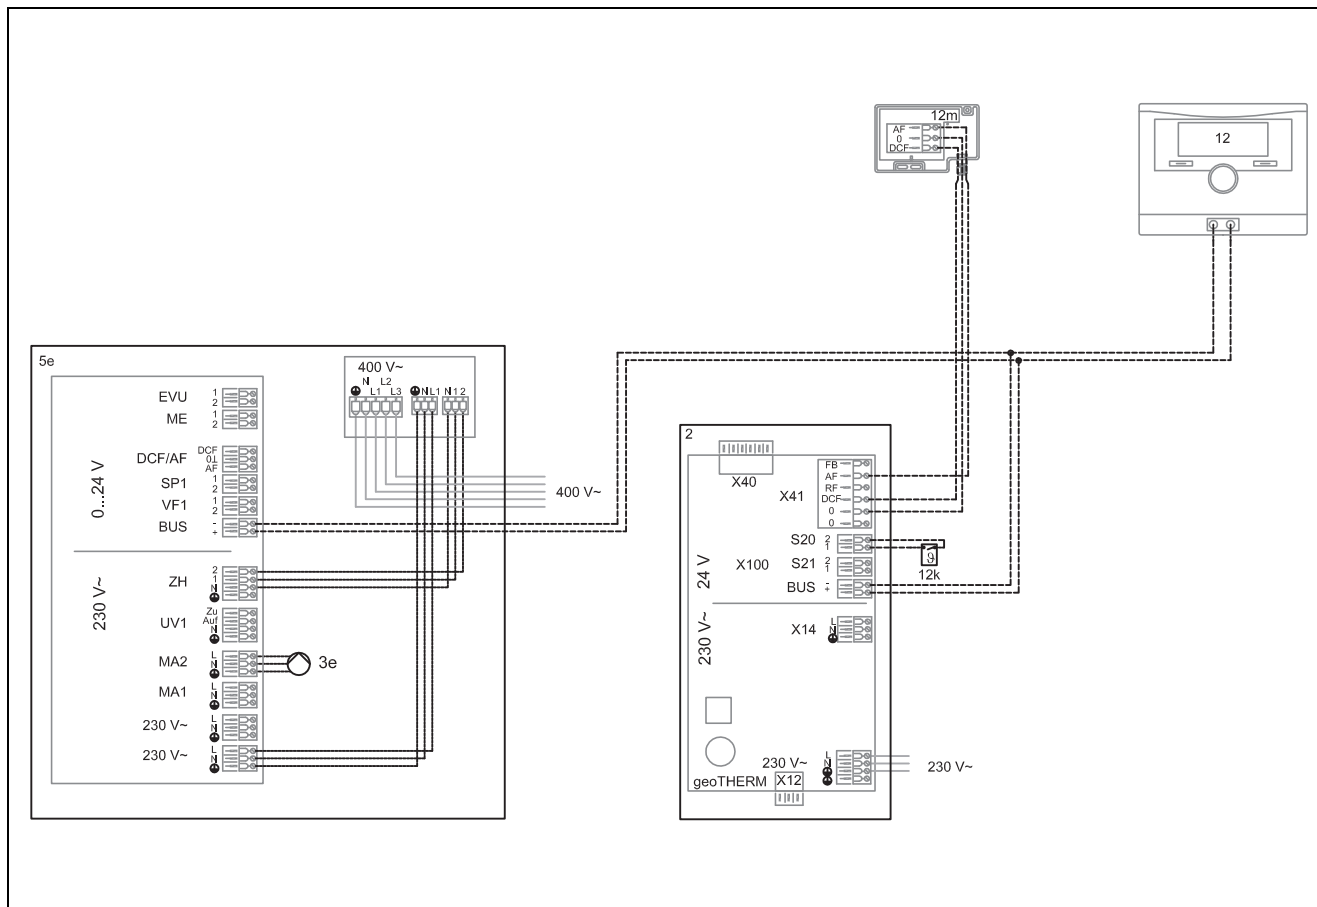 12m
AF
0
DCF
12
5e
400 V~
N L2
L1 L3
N L1
N 1 2
400 V~
0...24 V
EVU 1
2
ME 1
2
DCF/AF DCF
0⊥
AF
SP1 1
2
VF1 1
2
BUS -
+
230 V~
ZH 2
1
N
UV1 Zu
Auf
N
MA2 L
N
3e
MA1 L
N
230 V~ L
N
230 V~ L
N
2
X40
X41
FB
AF
RF
DCF
0
0
24 V
X100
S20 2
1
12k
S21 2
1
BUS -
+
230 V~
X14 L
N
230 V~
L
N
230 V~
geoTHERM
X12